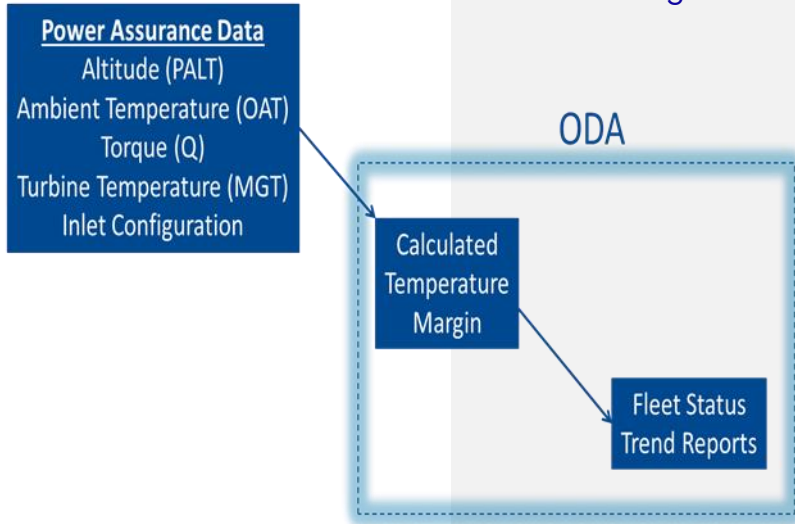 Power Assurance Data
Altitude (PALT)
Ambient Temperature (OAT)
Torque (Q)
Turbine Temperature (MGT)
Inlet Configuration
ODA
Calculated
Temperature
Margin
Fleet Status
Trend Reports